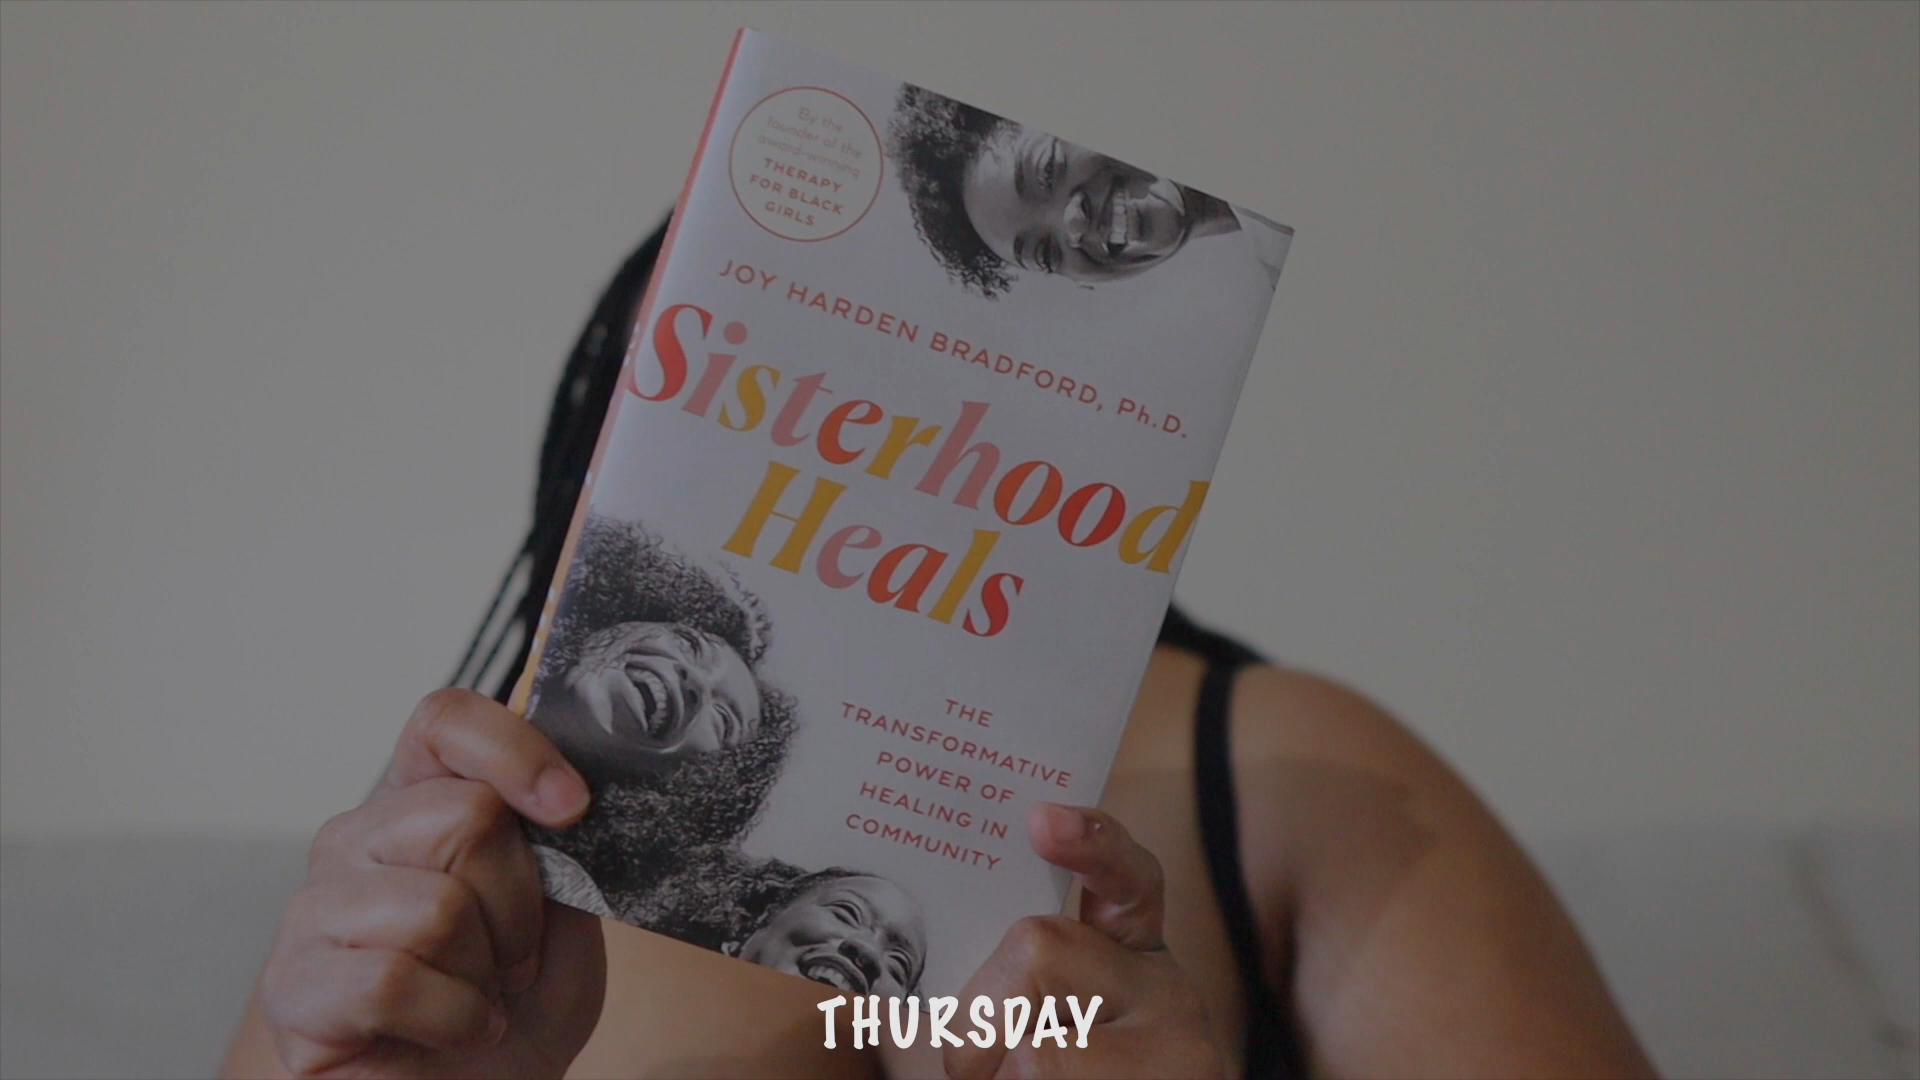 By the
founder of the
award-winning
THERAPY
FOR BLACK
GIRLS
JOY HARDEN BRADFORD, Ph.D.
Sisterhood
Heals
THE
TRANSFORMATIVE
POWER OF
HEALING IN
COMMUNITY
THURSDAY